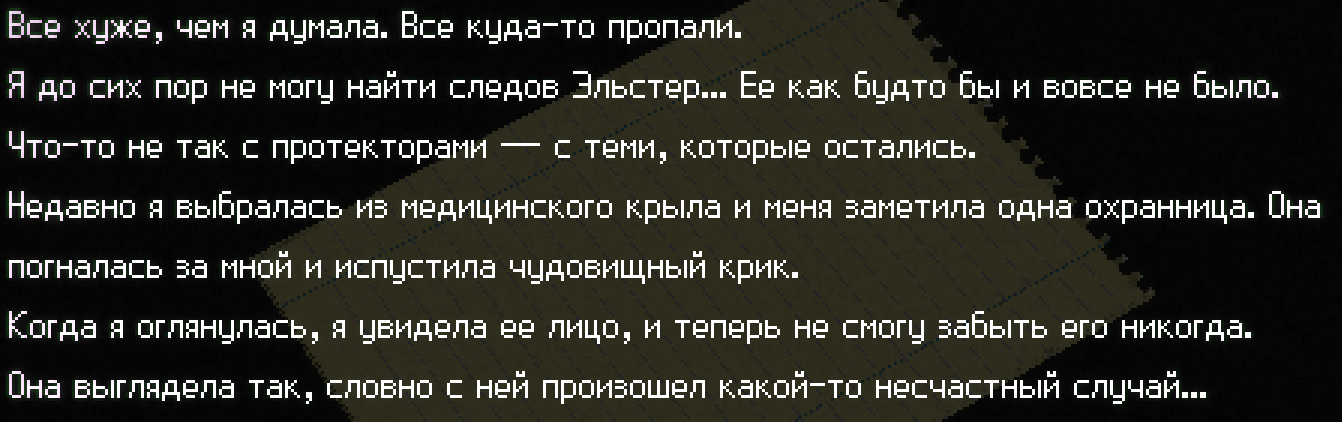 Все хуже, чем я думала. Все куда-то пропали.
Я до сих пор не могу найти следов Эльстер... Ее как будто бы и вовсе не было.
Что-то не так с протекторами — с теми, которые остались.
Недавно я выбралась из медицинского крыла и меня заметила одна охранница. Она
погналась за мной и испустила чудовищный крик.
Когда я оглянулась, я увидела ее лицо, и теперь не смогу забыть его никогда.
Она выглядела так, словно с ней произошел какой-то несчастный случай...